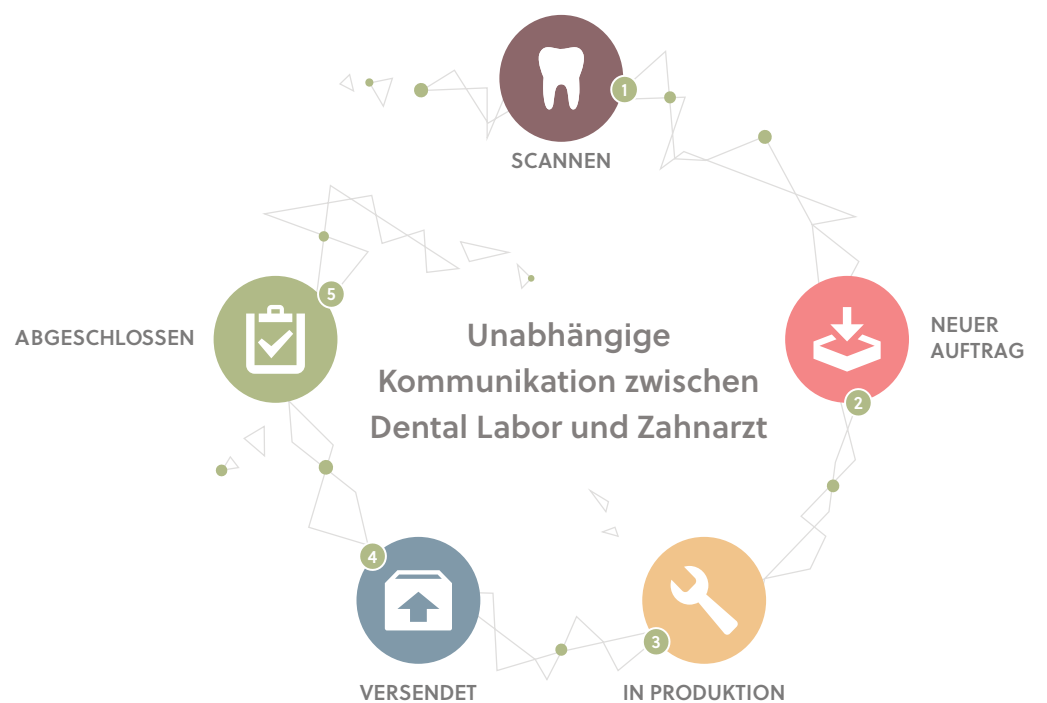 1
SCANNEN
2
NEUER
AUFTRAG
3
IN PRODUKTION
4
VERSENDET
5
ABGESCHLOSSEN
Unabhängige
Kommunikation zwischen
Dental Labor und Zahnarzt